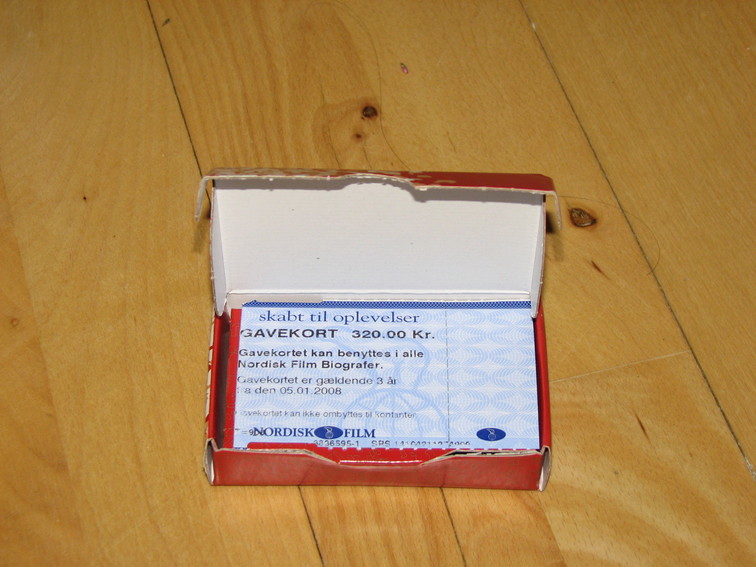 skabt til oplevelser
GAVEKORT 320.00 Kr.
Gavekortet kan benyttes i alle
Nordisk Film Biografer.
Gavekortet er gældende 3 år
fra den 05.01.2008
Gavekortet kan ikke ombyttes til kontanter.
NORDISK FILM